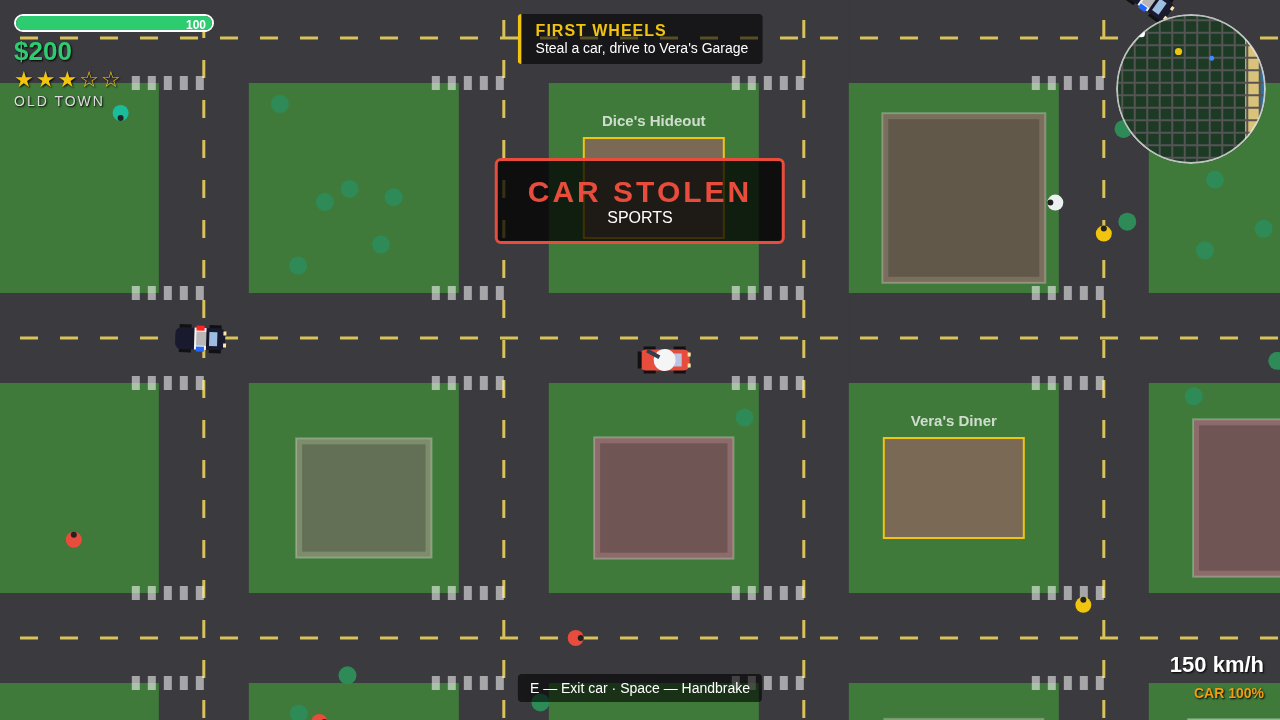 100
$200
★★★☆☆
OLD TOWN
FIRST WHEELS
Steal a car, drive to Vera's Garage
Dice's Hideout
CAR STOLEN
SPORTS
Vera's Diner
E — Exit car · Space — Handbrake
150 km/h
CAR 100%